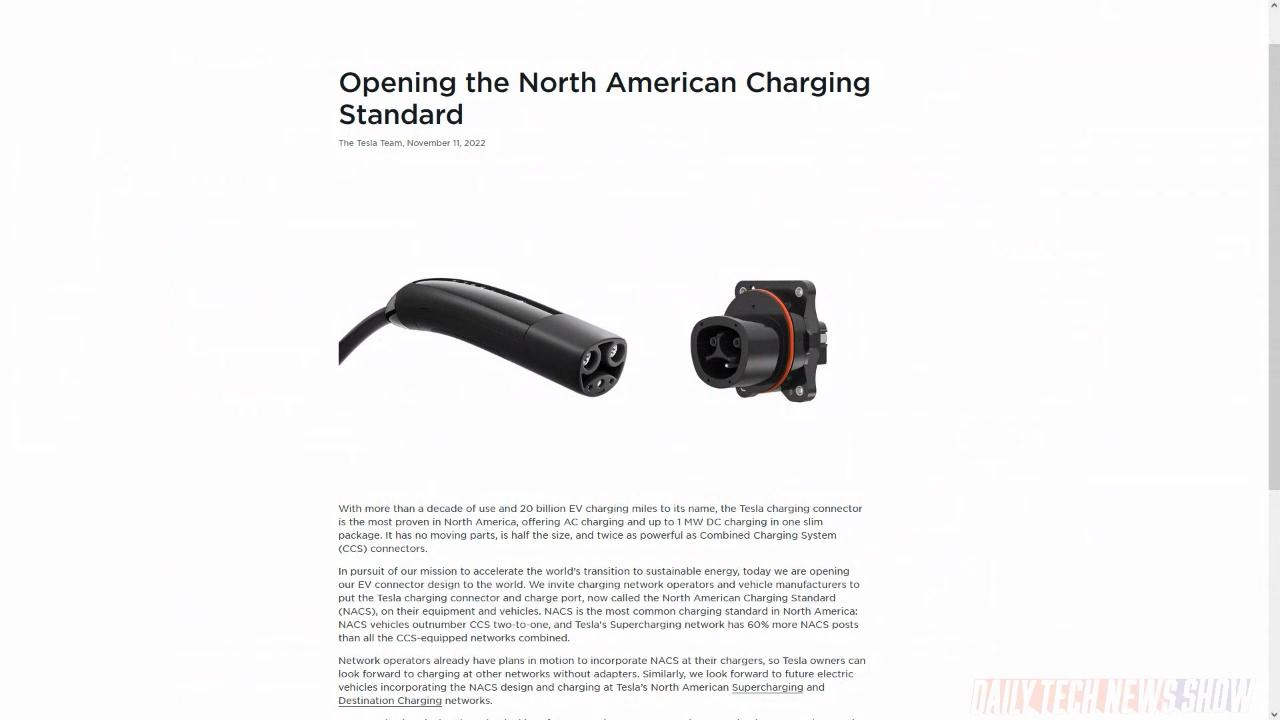 Opening the North American Charging
Standard
The Tesla Team, November 11, 2022
With more than a decade of use and 20 billion EV charging miles to its name, the Tesla charging connector
is the most proven in North America, offering AC charging and up to 1 MW DC charging in one slim
package. It has no moving parts, is half the size, and twice as powerful as Combined Charging System
(CCS) connectors.
In pursuit of our mission to accelerate the world's transition to sustainable energy, today we are opening
our EV connector design to the world. We invite charging network operators and vehicle manufacturers to
put the Tesla charging connector and charge port, now called the North American Charging Standard
(NACS), on their equipment and vehicles. NACS is the most common charging standard in North America:
NACS vehicles outnumber CCS two-to-one, and Tesla's Supercharging network has 60% more NACS posts
than all the CCS-equipped networks combined.
Network operators already have plans in motion to incorporate NACS at their chargers, so Tesla owners can
look forward to charging at other networks without adapters. Similarly, we look forward to future electric
vehicles incorporating the NACS design and charging at Tesla's North American Supercharging and
Destination Charging networks.
DAILY TECH NEWS SHOW